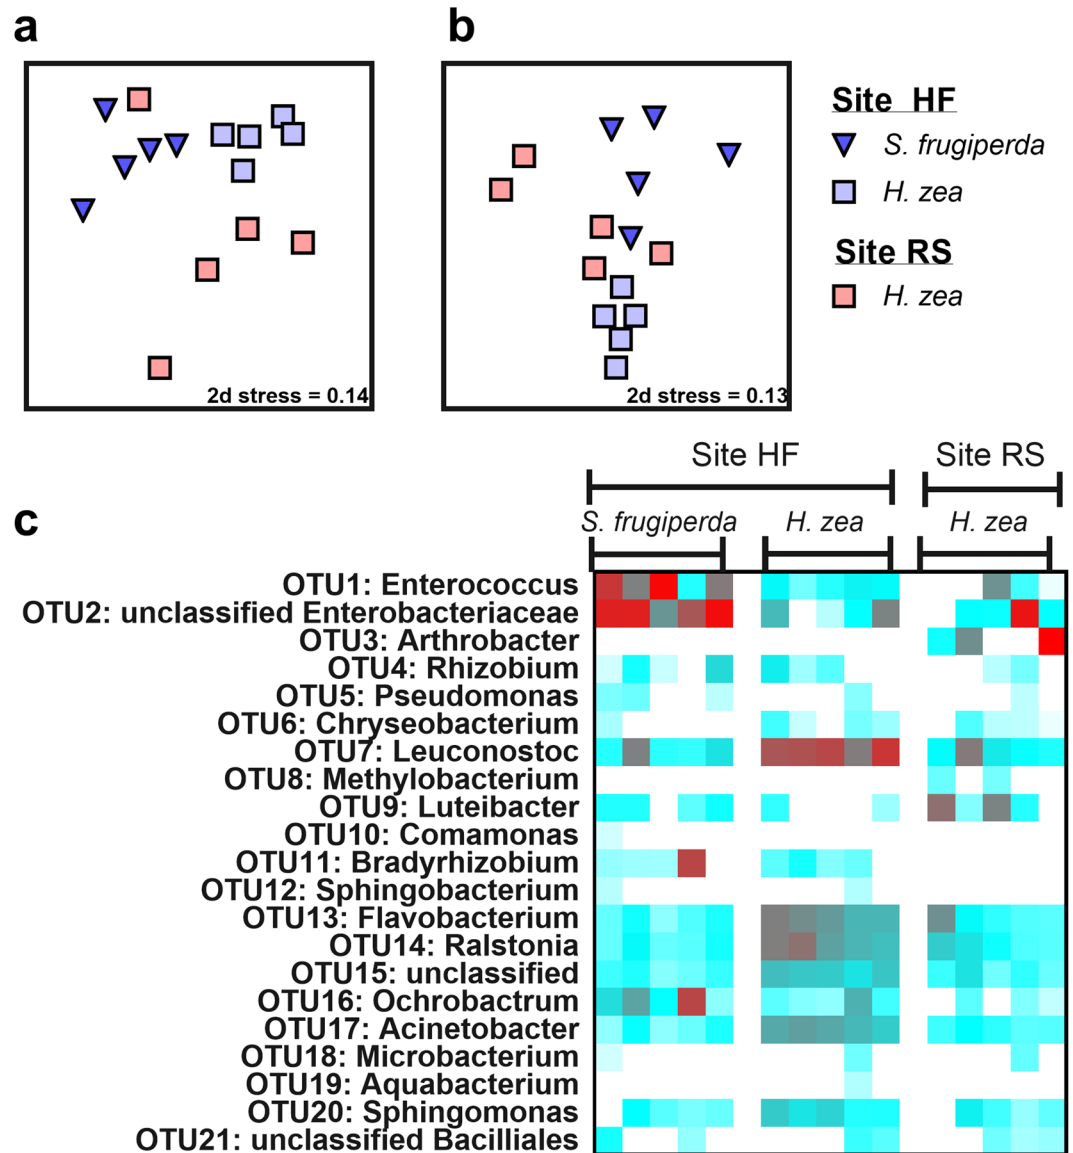 a
b
2d stress = 0.14
2d stress = 0.13
Site HF
S. frugiperda
H. zea
Site RS
H. zea
Site HF
Site RS
c
S. frugiperda
H. zea
H. zea
OTU1: Enterococcus
OTU2: unclassified Enterobacteriaceae
OTU3: Arthrobacter
OTU4: Rhizobium
OTU5: Pseudomonas
OTU6: Chryseobacterium
OTU7: Leuconostoc
OTU8: Methylobacterium
OTU9: Luteibacter
OTU10: Comamonas
OTU11: Bradyrhizobium
OTU12: Sphingobacterium
OTU13: Flavobacterium
OTU14: Ralstonia
OTU15: unclassified
OTU16: Ochrobactrum
OTU17: Acinetobacter
OTU18: Microbacterium
OTU19: Aquabacterium
OTU20: Sphingomonas
OTU21: unclassified Bacilliales